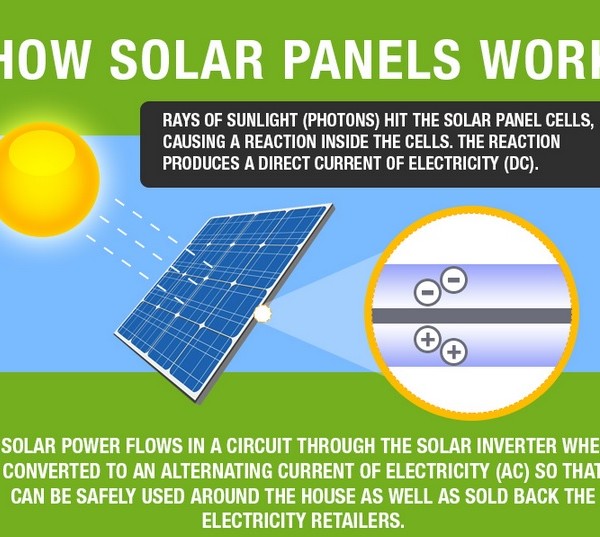 HOW SOLAR PANELS WORK
RAYS OF SUNLIGHT (PHOTONS) HIT THE SOLAR PANEL CELLS,
CAUSING A REACTION INSIDE THE CELLS. THE REACTION
PRODUCES A DIRECT CURRENT OF ELECTRICITY (DC).
SOLAR POWER FLOWS IN A CIRCUIT THROUGH THE SOLAR INVERTER WHE
CONVERTED TO AN ALTERNATING CURRENT OF ELECTRICITY (AC) SO THAT
CAN BE SAFELY USED AROUND THE HOUSE AS WELL AS SOLD BACK THE
ELECTRICITY RETAILERS.